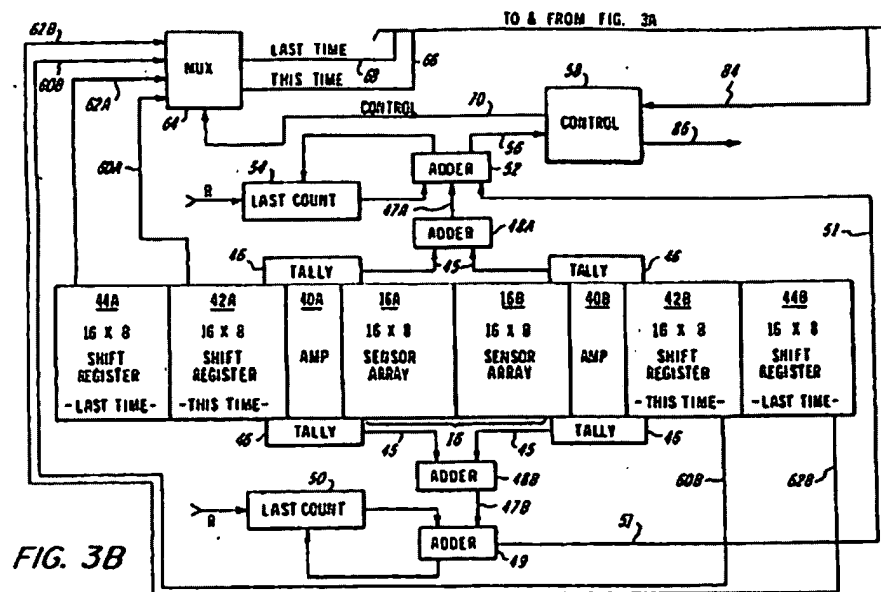 62B
TO & FROM FIG. 3A
60B
62A
MUX
LAST TIME
THIS TIME
68
66
64
60A
CONTROL
70
58
CONTROL
84
86
56
54
R
LAST COUNT
ADDER
52
47A
ADDER
48A
51
46
TALLY
45
TALLY
46
44A
16 X 8
SHIFT
REGISTER
-LAST TIME-
42A
16 X 8
SHIFT
REGISTER
-THIS TIME-
40A
AMP
16A
16 X 8
SENSOR
ARRAY
16B
16 X 8
SENSOR
ARRAY
40B
AMP
42B
16 X 8
SHIFT
REGISTER
-THIS TIME-
44B
16 X 8
SHIFT
REGISTER
-LAST TIME-
46
TALLY
45
16
45
TALLY
46
60B
62B
ADDER
48B
50
R
LAST COUNT
47B
ADDER
49
51
FIG. 3B